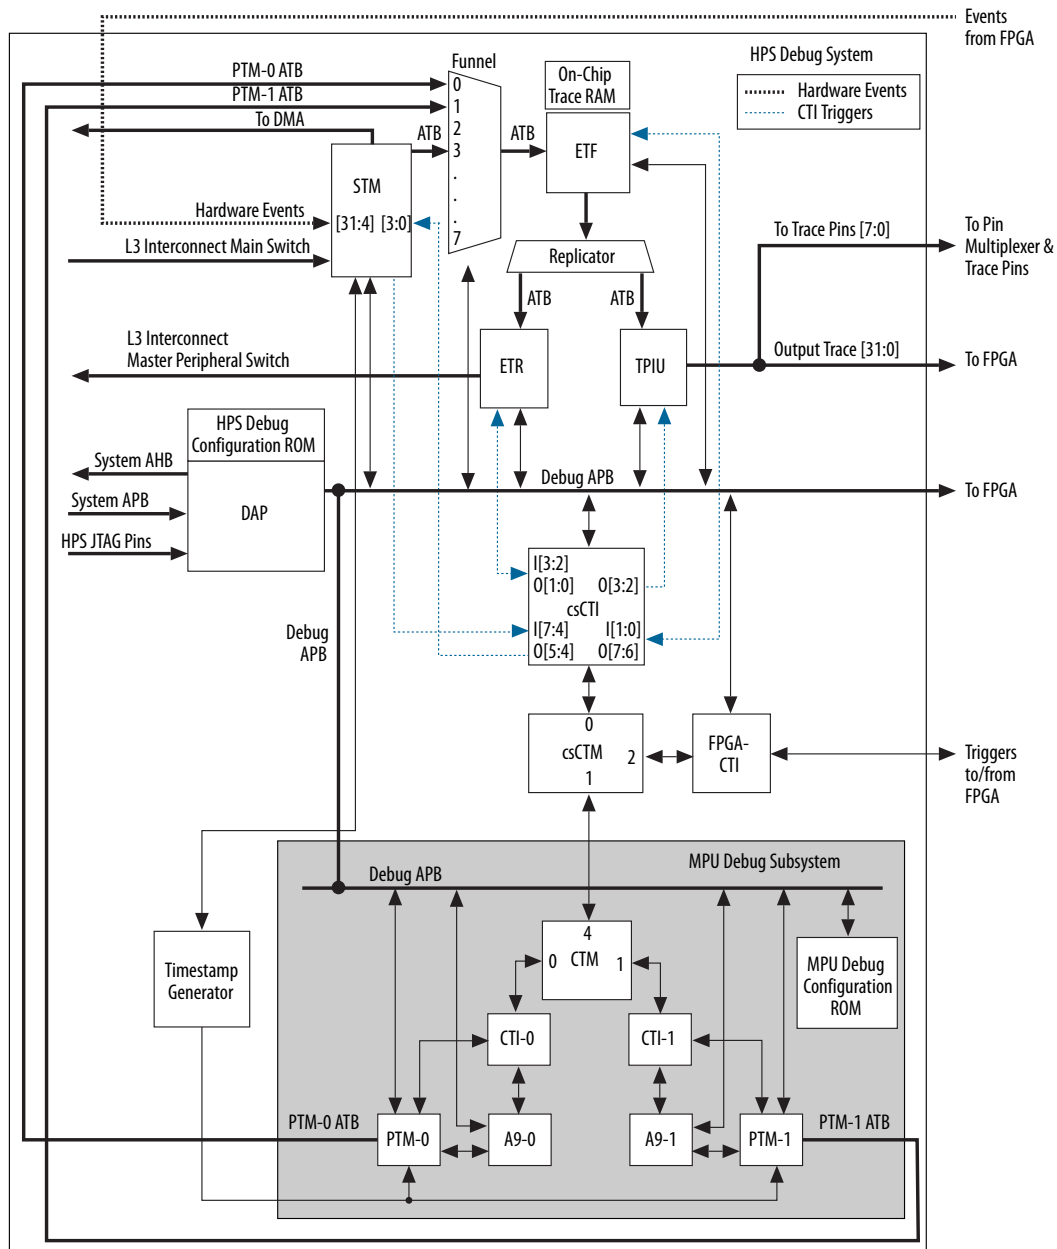 Events
from FPGA
HPS Debug System
Hardware Events
CTI Triggers
Funnel
On-Chip
Trace RAM
PTM-0 ATB
PTM-1 ATB
To DMA
ATB
ATB
0
1
2
3
.
.
.
7
ETF
STM
[31:4] [3:0]
Hardware Events
L3 Interconnect Main Switch
Replicator
To Trace Pins [7:0]
To Pin
Multiplexer &
Trace Pins
ATB
ATB
L3 Interconnect
Master Peripheral Switch
ETR
TPIU
Output Trace [31:0]
To FPGA
HPS Debug
Configuration ROM
System AHB
System APB
HPS JTAG Pins
DAP
Debug APB
To FPGA
I[3:2]
O[1:0]
O[3:2]
csCTI
I[7:4]
O[5:4]
I[1:0]
O[7:6]
Debug
APB
0
csCTM
2
1
FPGA-
CTI
Triggers
to/from
FPGA
MPU Debug Subsystem
Debug APB
4
0
CTM
1
Timestamp
Generator
MPU Debug
Configuration
ROM
CTI-0
CTI-1
PTM-0 ATB
PTM-0
A9-0
A9-1
PTM-1
PTM-1 ATB